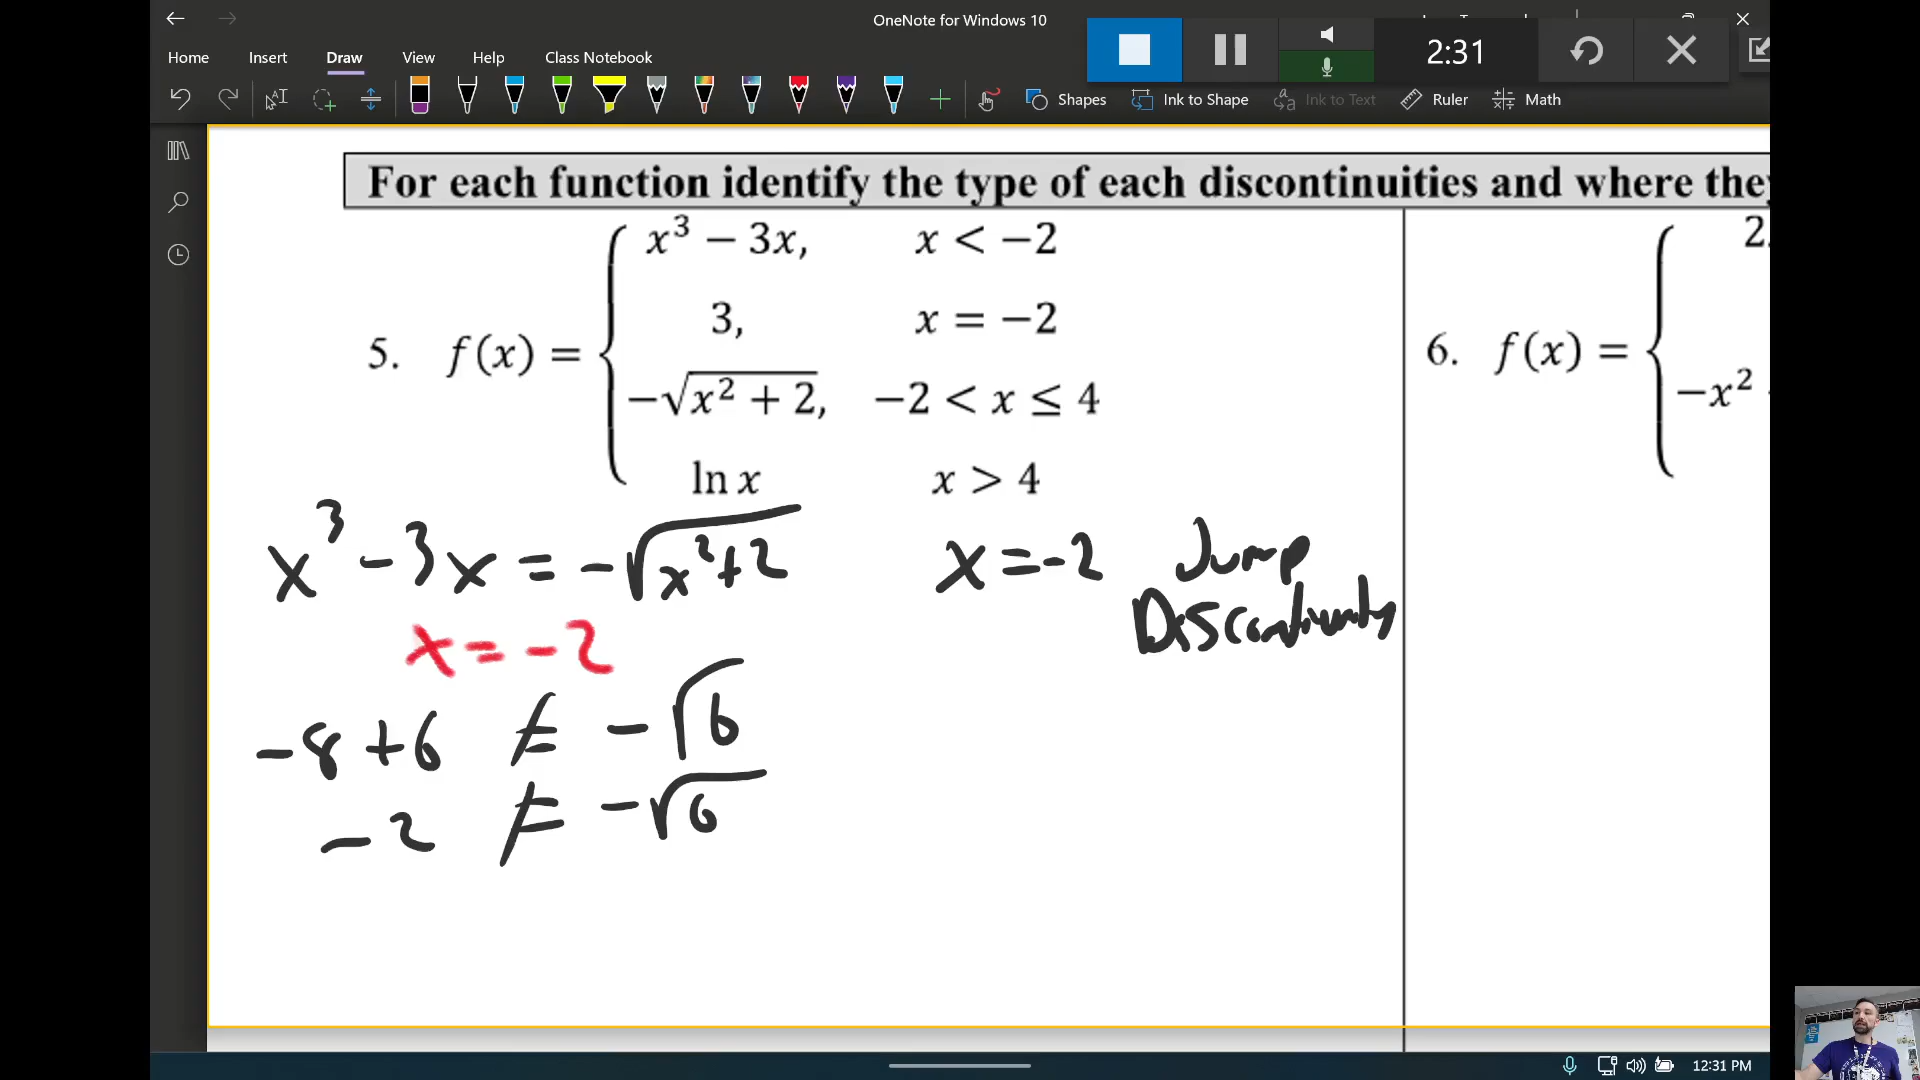 OneNote for Windows 10
2:31
Home Insert Draw View Help Class Notebook
Shapes Ink to Shape Ink to Text Ruler Math
For each function identify the type of each discontinuities and where the
5. f(x) = { x³ − 3x, x < −2
3, x = −2
−√(x² + 2), −2 < x ≤ 4
ln x x > 4
6. f(x) = { 2
−x²
x³ - 3x = -√(x²+2)
x = -2
-8 + 6 ≠ -√6
-2 ≠ -√6
x = -2 Jump
Discontinuity
12:31 PM